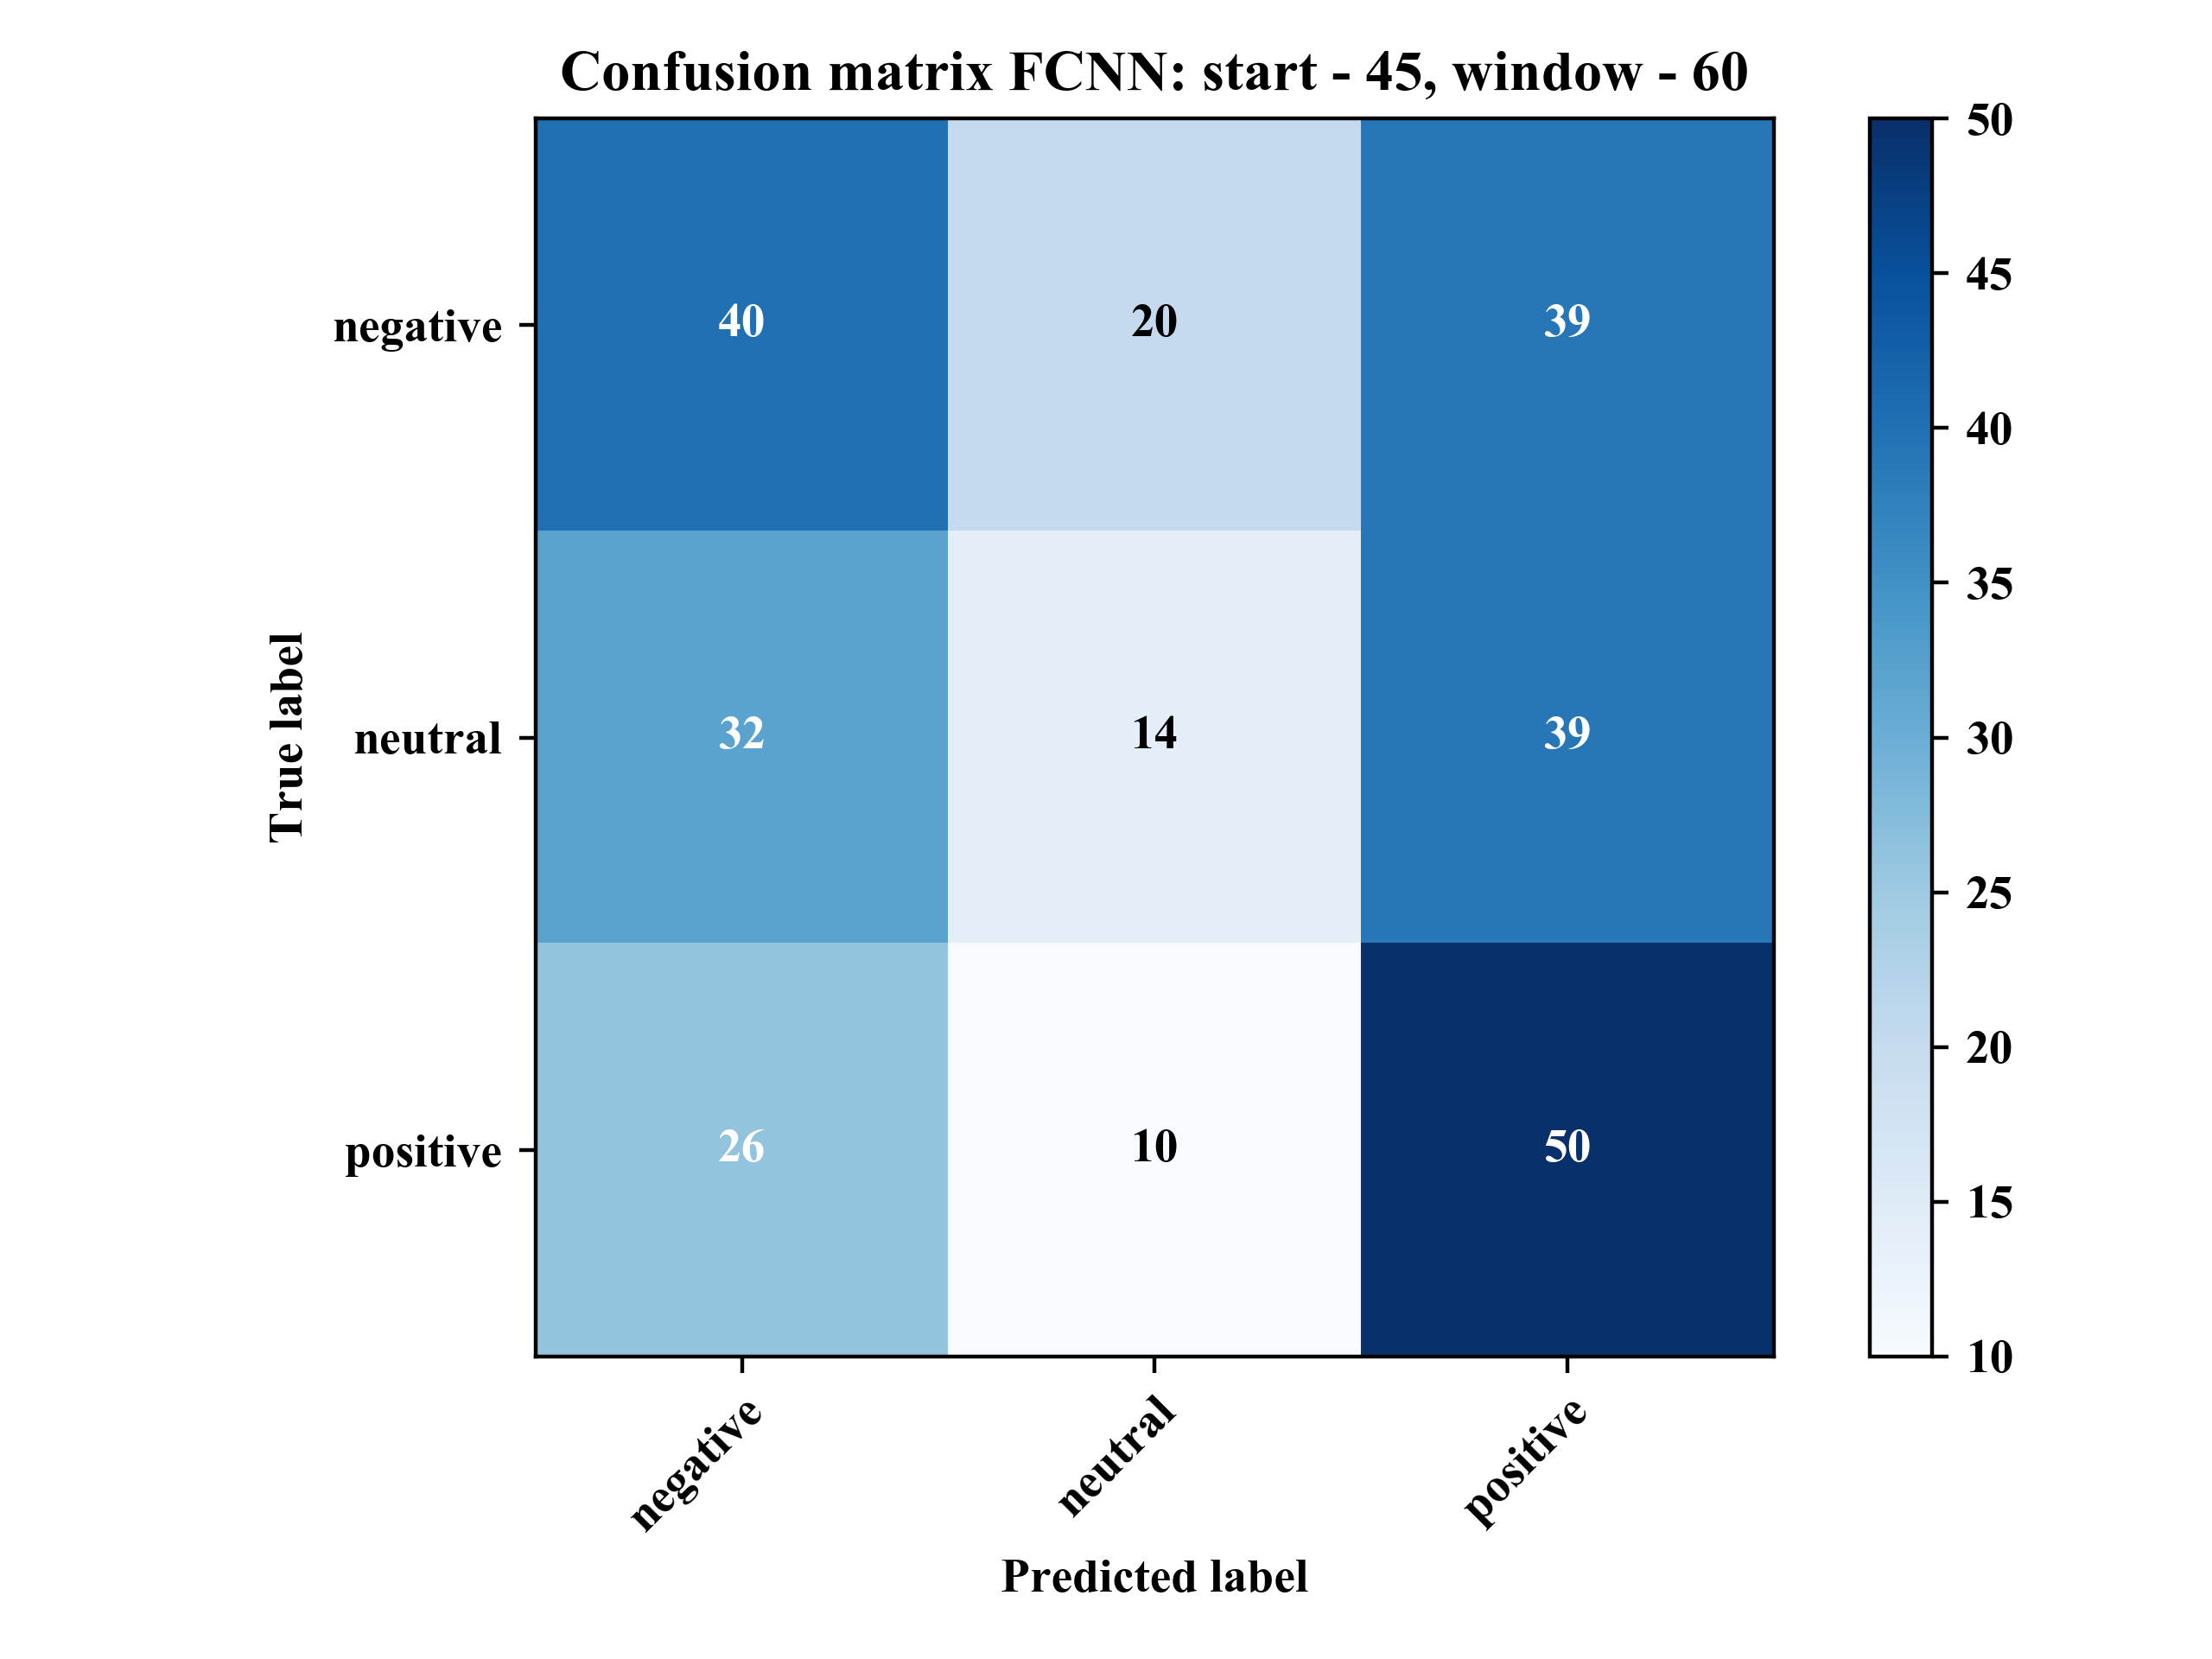 Confusion matrix FCNN: start - 45, window - 60
True label
negative
neutral
positive
40 20 39
32 14 39
26 10 50
negative
neutral
positive
Predicted label
50
45
40
35
30
25
20
15
10